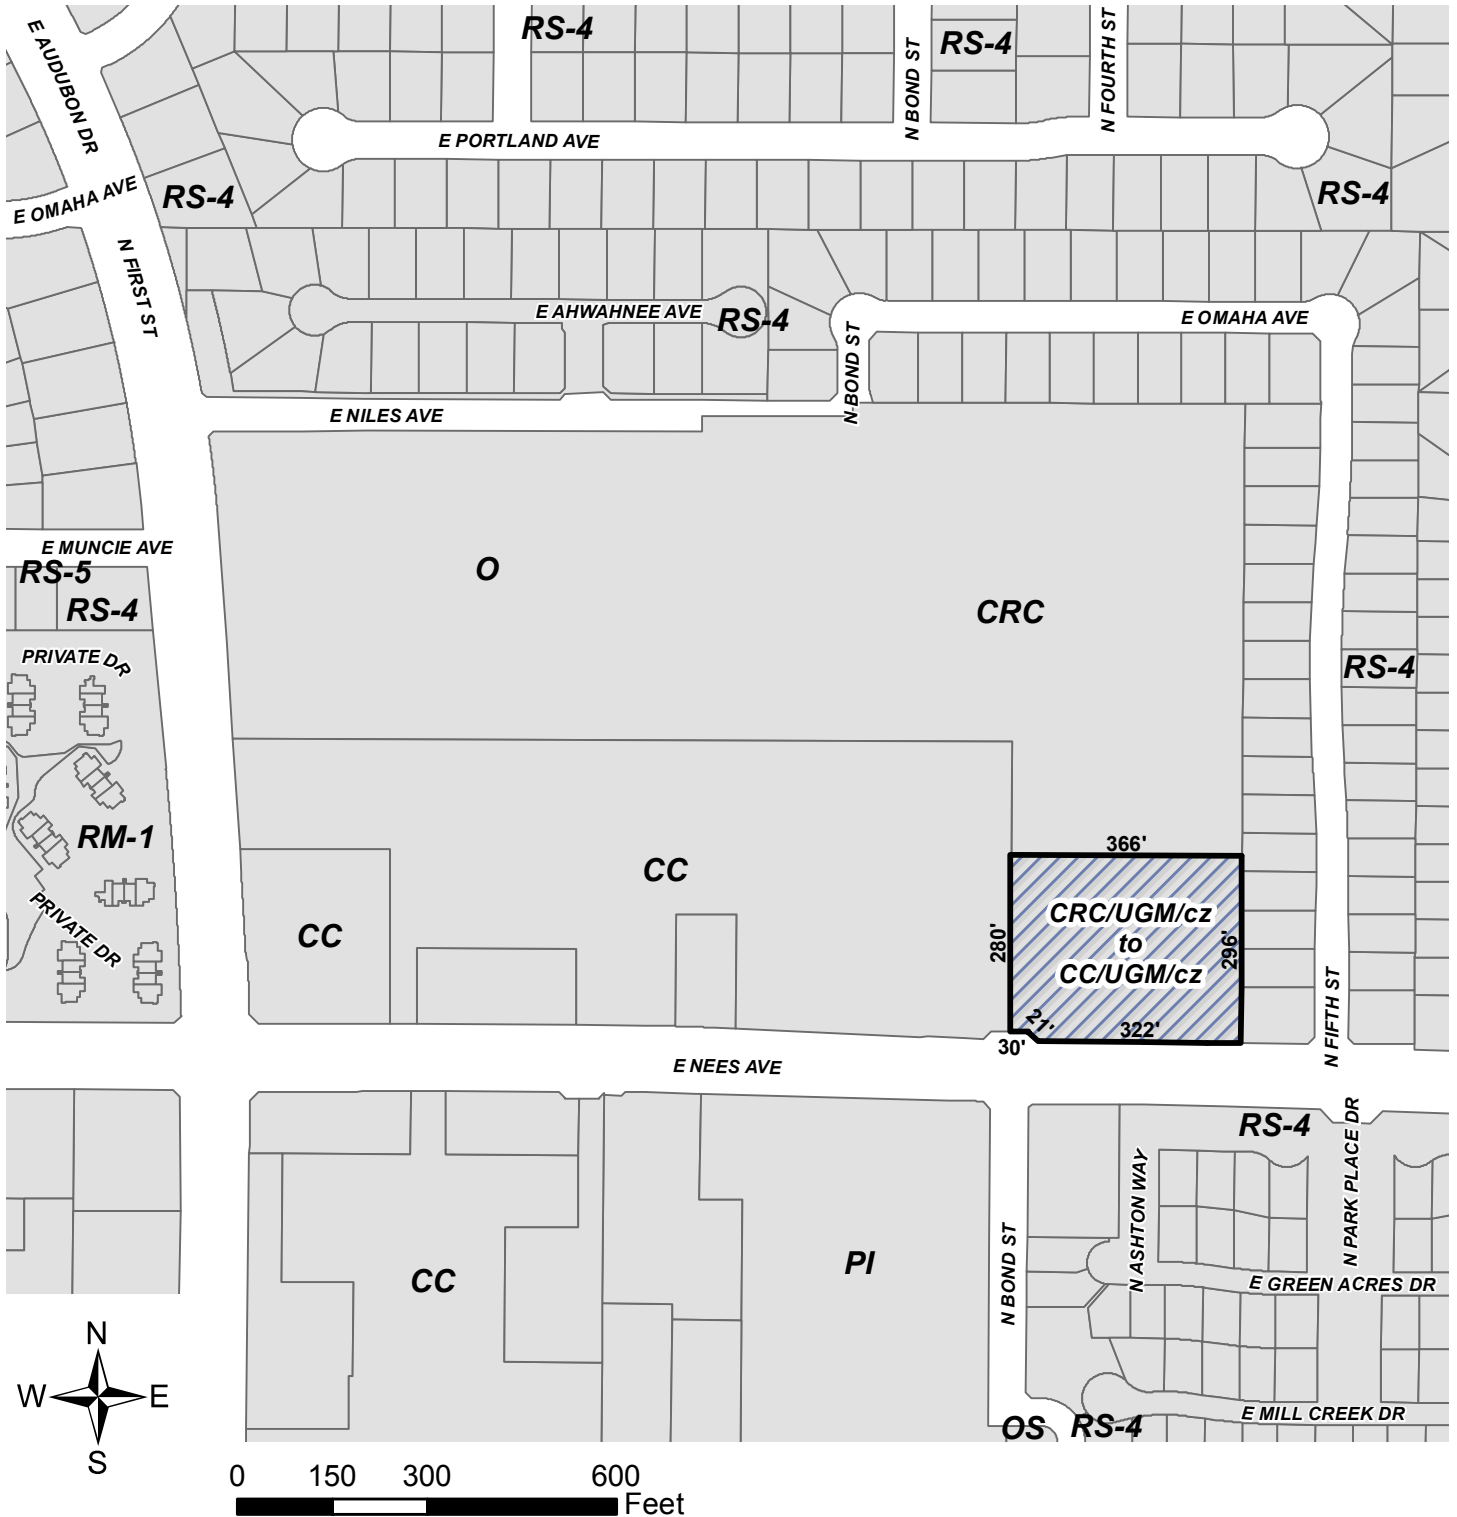 E AUDUBON DR
RS-4
N BOND ST
RS-4
N FOURTH ST
E PORTLAND AVE
E OMAHA AVE
RS-4
RS-4
N FIRST ST
E AHWAHNEE AVE
RS-4
N BOND ST
E OMAHA AVE
E NILES AVE
E MUNCIE AVE
RS-5
RS-4
O
CRC
PRIVATE DR
RS-4
RM-1
366'
CC
CC
CRC/UGM/cz
to
CC/UGM/cz
280'
296'
PRIVATE DR
21'
322'
30'
N FIFTH ST
E NEES AVE
RS-4
N PARK PLACE DR
N ASHTON WAY
N BOND ST
PI
CC
E GREEN ACRES DR
E MILL CREEK DR
OS
RS-4
N
W
E
S
0
150
300
600
Feet